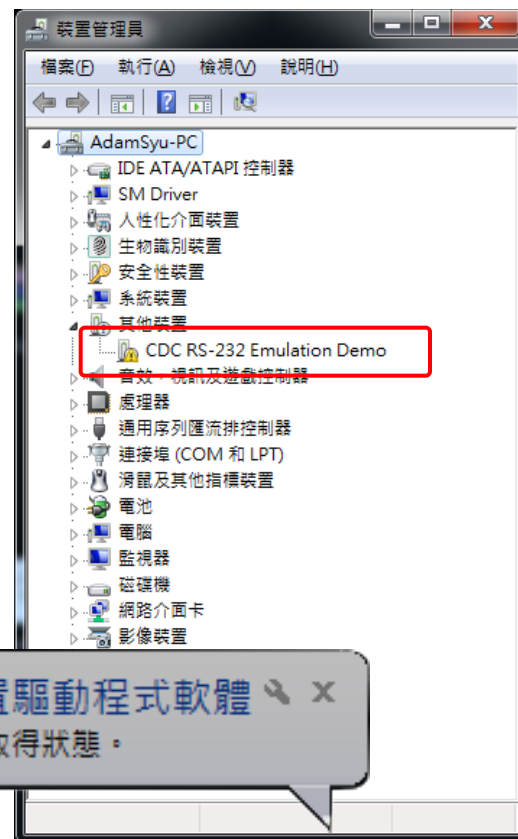 裝置管理員
檔案(F) 執行(A) 檢視(V) 說明(H)
AdamSyu-PC
IDE ATA/ATAPI 控制器
SM Driver
人性化介面裝置
生物識別裝置
安全性裝置
系統裝置
其他裝置
CDC RS-232 Emulation Demo
音效，視訊及遊戲控制器
處理器
通用序列匯流排控制器
連接埠 (COM 和 LPT)
滑鼠及其他指標裝置
電池
電腦
監視器
磁碟機
網路介面卡
影像裝置
置驅動程式軟體
取得狀態。